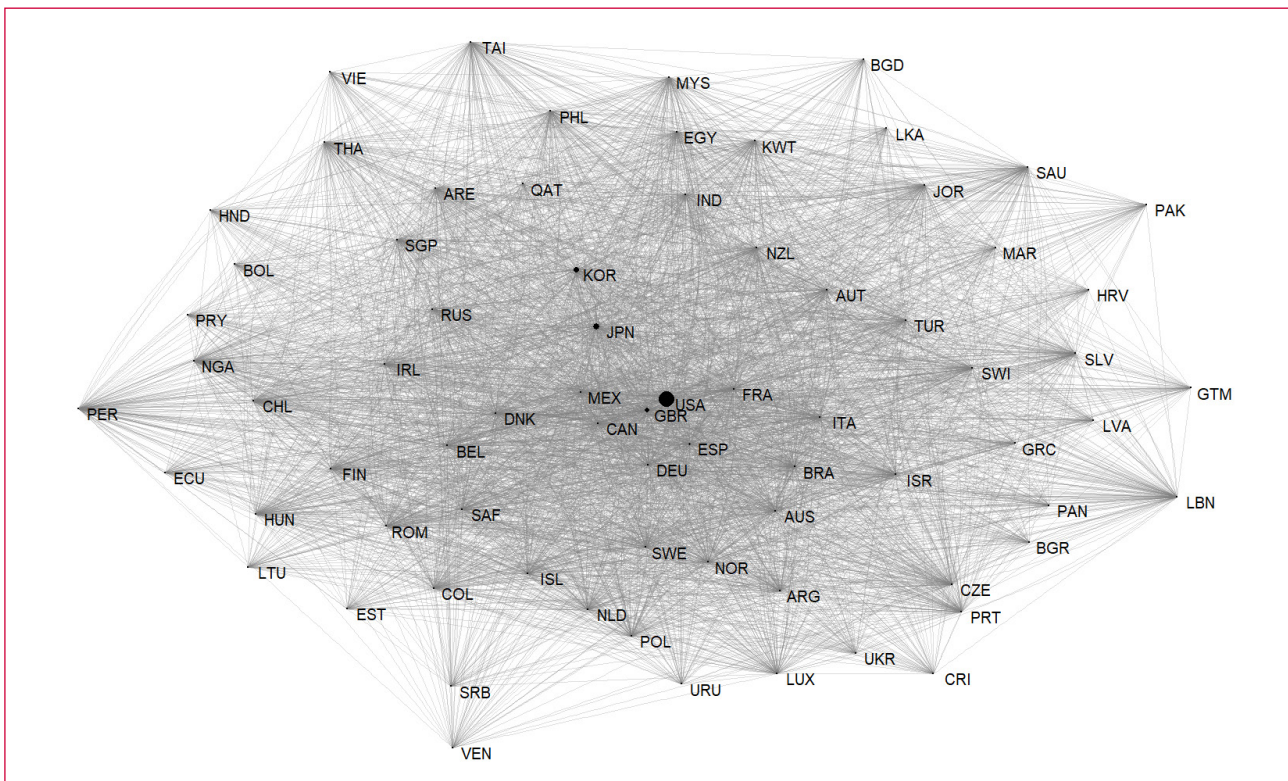 TAI
BGD
VIE
MYS
PHL
LKA
EGY
KWT
THA
SAU
QAT
JOR
ARE
IND
PAK
HND
SGP
NZL
MAR
BOL
KOR
AUT
HRV
PRY
RUS
TUR
JPN
NGA
IRL
SWI
SLV
GTM
MEX
FRA
USA
PER
CHL
GBR
DNK
ITA
LVA
CAN
BEL
ESP
GRC
ECU
FIN
DEU
BRA
ISR
LBN
HUN
SAF
AUS
PAN
ROM
BGR
SWE
NOR
LTU
ISL
CZE
COL
ARG
EST
NLD
PRT
POL
UKR
SRB
URU
LUX
CRI
VEN